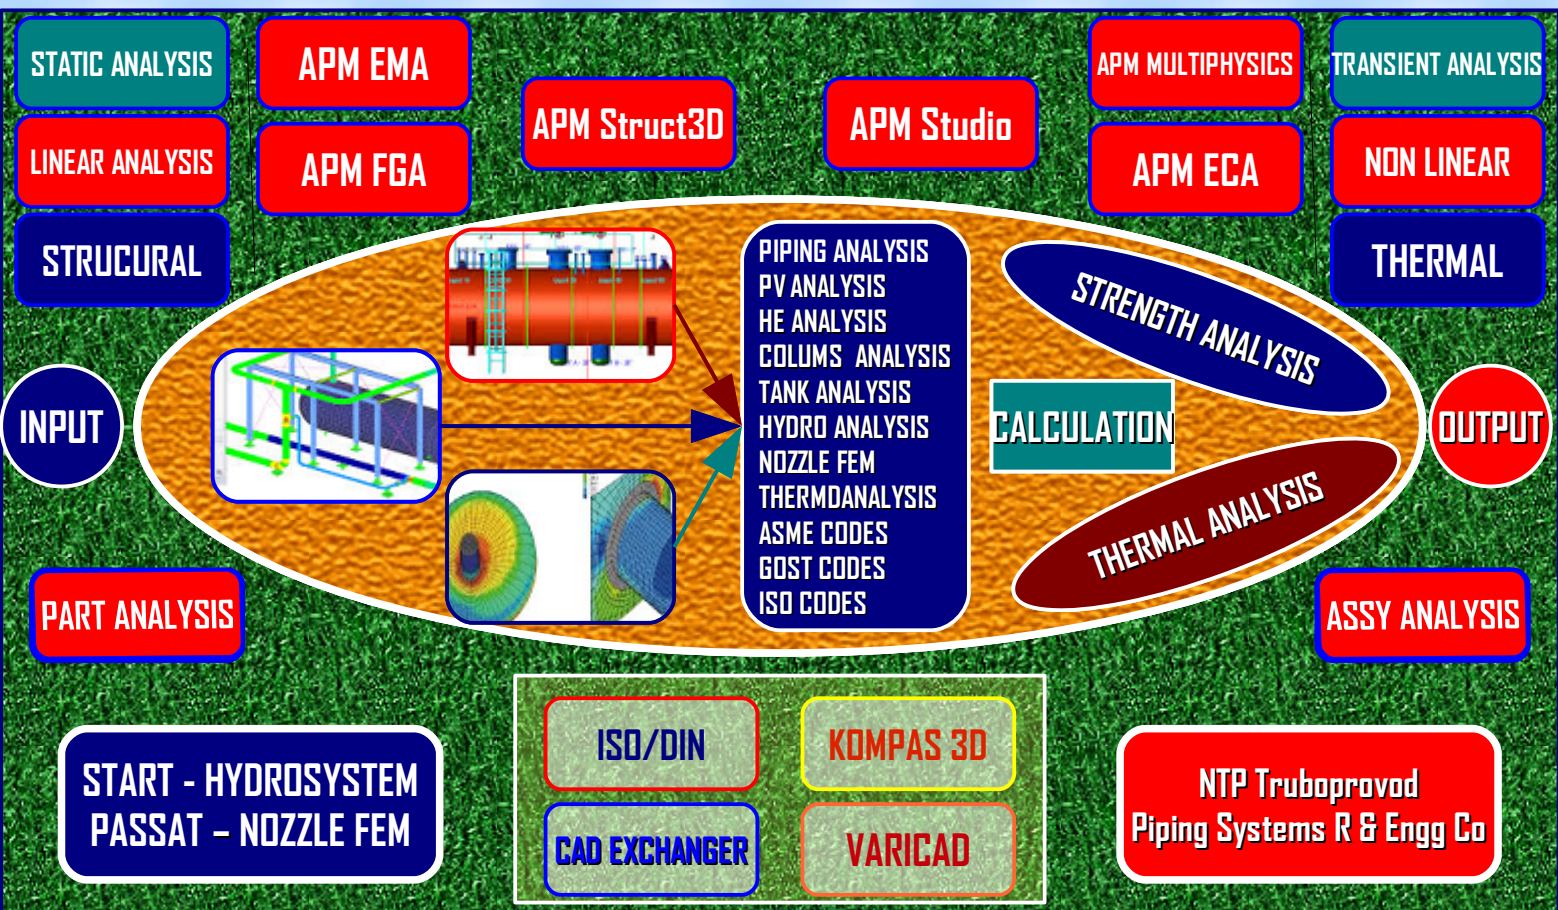 STATIC ANALYSIS
APM EMA
APM MULTIPHYSICS
TRANSIENT ANALYSIS
APM Struct3D
APM Studio
LINEAR ANALYSIS
APM FGA
APM ECA
NON LINEAR
STRUCURAL
THERMAL
PIPING ANALYSIS
PV ANALYSIS
HE ANALYSIS
COLUMS ANALYSIS
TANK ANALYSIS
HYDRO ANALYSIS
NOZZLE FEM
THERMDANALYSIS
ASME CODES
GOST CODES
ISO CODES
STRENGTH ANALYSIS
INPUT
CALCULATION
OUTPUT
THERMAL ANALYSIS
PART ANALYSIS
ASSY ANALYSIS
START - HYDROSYSTEM
PASSAT – NOZZLE FEM
ISO/DIN
KOMPAS 3D
CAD EXCHANGER
VARICAD
NTP Truboprovod
Piping Systems R & Engg Co